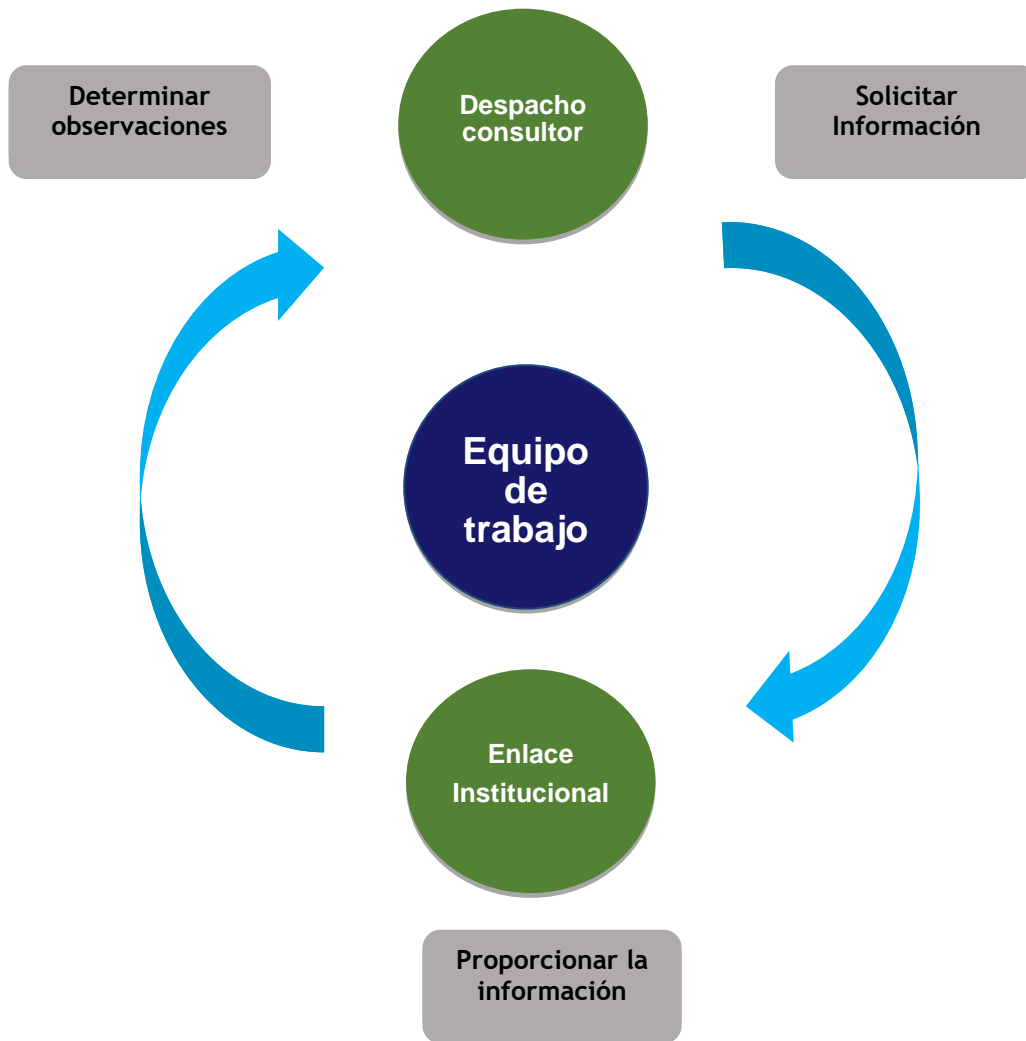 Determinar
observaciones
Despacho
consultor
Solicitar
Información
Equipo
de
trabajo
Enlace
Institucional
Proporcionar la
información